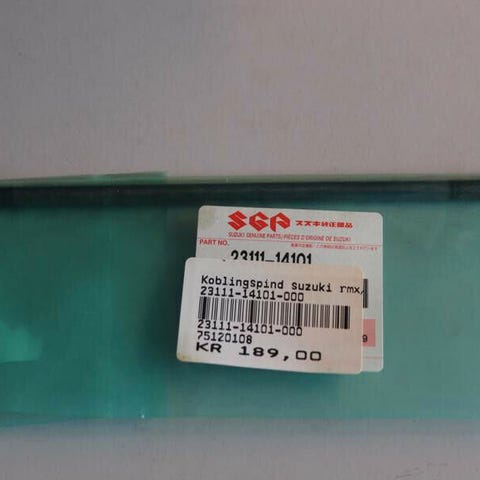 SGP スズキ純正部品
SUZUKI GENUINE PARTS/PIÈCES D'ORIGINE DE SUZUKI
PART NO.
23111-14101
Koblingspind suzuki rmx,
23111-14101-000
23111-14101-000
75120108
KR 189,00
9